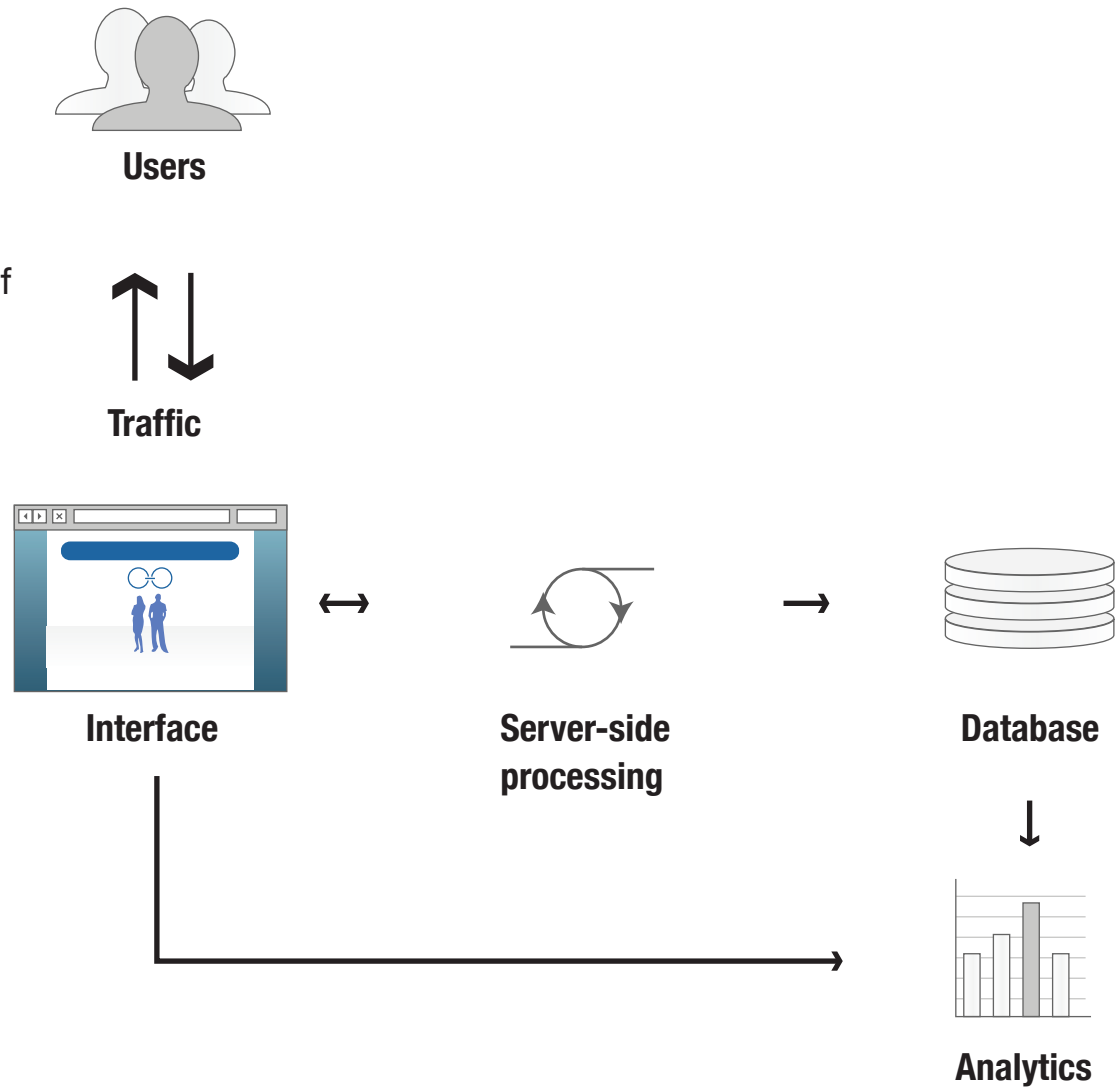 Users
f
Traffic
Interface
Server-side
processing
Database
Analytics